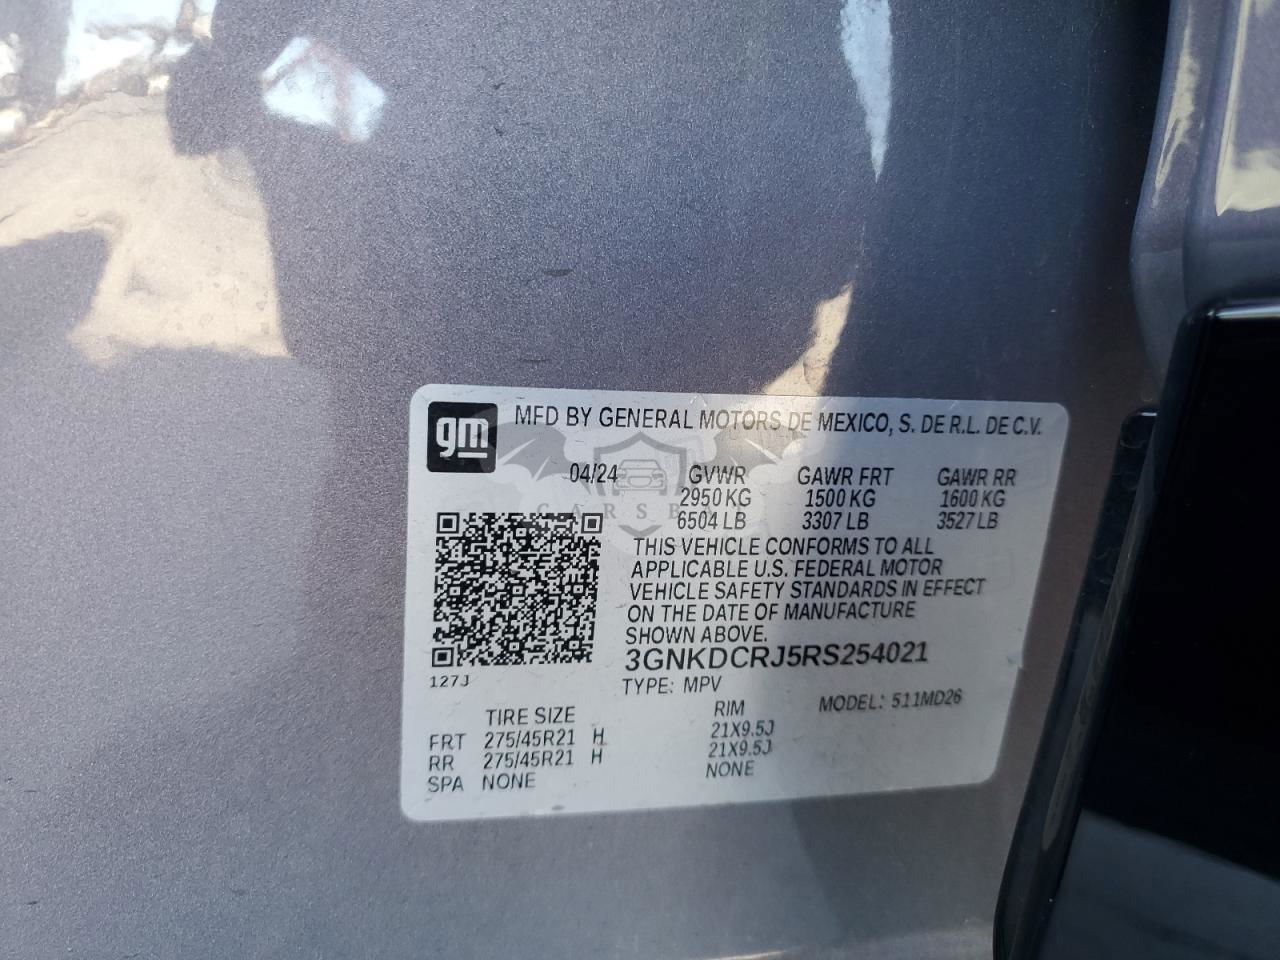 gm
MFD BY GENERAL MOTORS DE MEXICO, S. DE R.L. DE C.V.
04/24 GVWR GAWR FRT GAWR RR
2950 KG 1500 KG 1600 KG
6504 LB 3307 LB 3527 LB
CARSBAT
THIS VEHICLE CONFORMS TO ALL
APPLICABLE U.S. FEDERAL MOTOR
VEHICLE SAFETY STANDARDS IN EFFECT
ON THE DATE OF MANUFACTURE
SHOWN ABOVE.
3GNKDCRJ5RS254021
127J
TYPE: MPV MODEL: 511MD26
TIRE SIZE RIM
FRT 275/45R21 H 21X9.5J
RR 275/45R21 H 21X9.5J
SPA NONE NONE